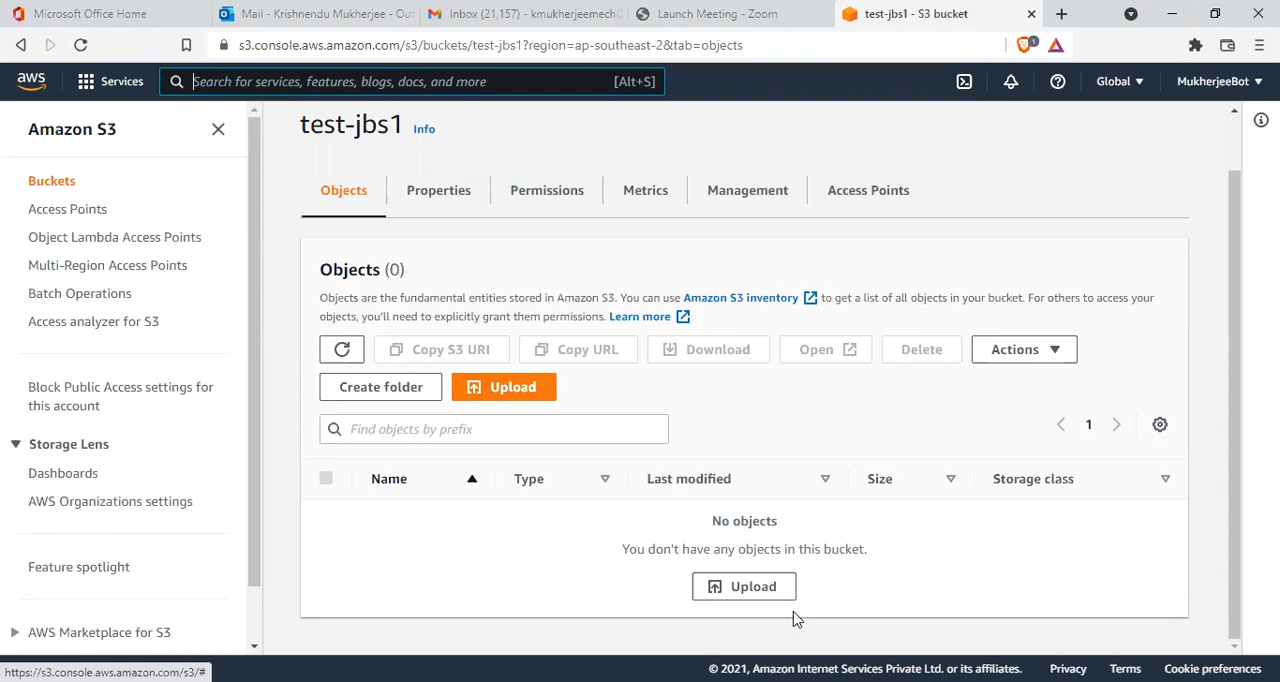 Microsoft Office Home
Mail - Krishnendu Mukherjee - Ou
Inbox (21,157) - kmukherjeemech
Launch Meeting - Zoom
test-jbs1 - S3 bucket
s3.console.aws.amazon.com/s3/buckets/test-jbs1?region=ap-southeast-2&tab=objects
1
aws
Services
Search for services, features, blogs, docs, and more
[Alt+S]
Global
MukherjeeBot
Amazon S3
Buckets
Access Points
Object Lambda Access Points
Multi-Region Access Points
Batch Operations
Access analyzer for S3
Block Public Access settings for
this account
Storage Lens
Dashboards
AWS Organizations settings
Feature spotlight
AWS Marketplace for S3
test-jbs1 Info
Objects
Properties
Permissions
Metrics
Management
Access Points
Objects (0)
Objects are the fundamental entities stored in Amazon S3. You can use Amazon S3 inventory to get a list of all objects in your bucket. For others to access your
objects, you'll need to explicitly grant them permissions. Learn more
Copy S3 URI
Copy URL
Download
Open
Delete
Actions
Create folder
Upload
Find objects by prefix
1
Name
Type
Last modified
Size
Storage class
No objects
You don't have any objects in this bucket.
Upload
https://s3.console.aws.amazon.com/s3/#
© 2021, Amazon Internet Services Private Ltd. or its affiliates.
Privacy
Terms
Cookie preferences